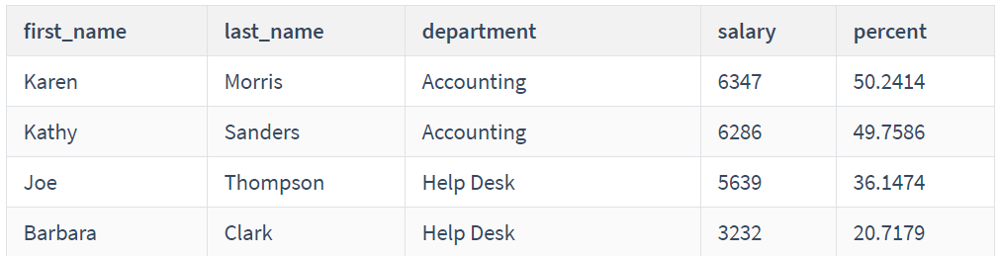 first_name last_name department salary percent
Karen Morris Accounting 6347 50.2414
Kathy Sanders Accounting 6286 49.7586
Joe Thompson Help Desk 5639 36.1474
Barbara Clark Help Desk 3232 20.7179